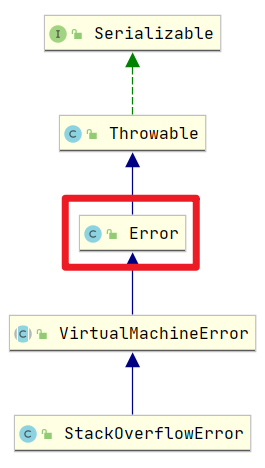 I Serializable
C Throwable
C Error
C VirtualMachineError
C StackOverflowError